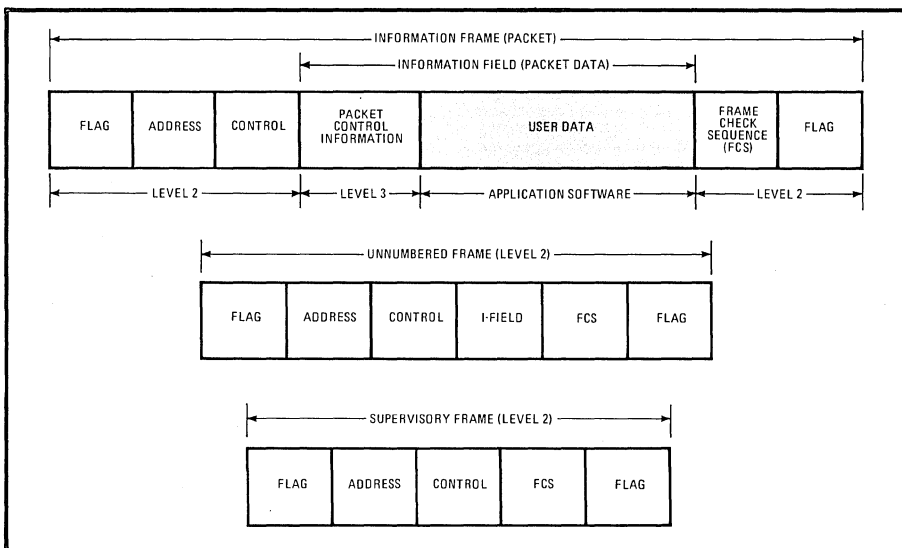 INFORMATION FRAME (PACKET)
INFORMATION FIELD (PACKET DATA)
FLAG
ADDRESS
CONTROL
PACKET
CONTROL
INFORMATION
USER DATA
FRAME
CHECK
SEQUENCE
(FCS)
FLAG
LEVEL 2
LEVEL 3
APPLICATION SOFTWARE
LEVEL 2
UNNUMBERED FRAME (LEVEL 2)
FLAG
ADDRESS
CONTROL
I-FIELD
FCS
FLAG
SUPERVISORY FRAME (LEVEL 2)
FLAG
ADDRESS
CONTROL
FCS
FLAG